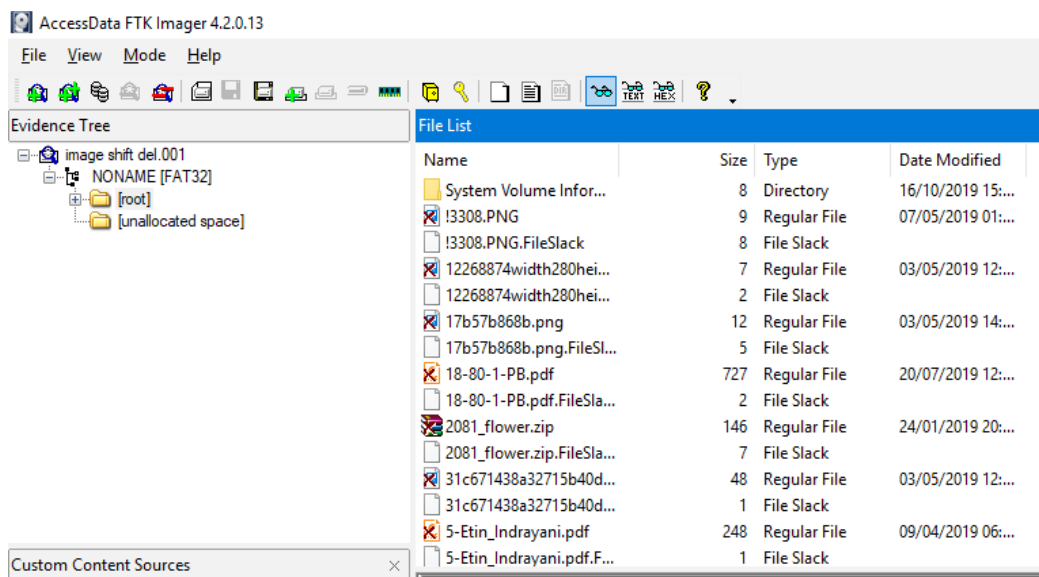 AccessData FTK Imager 4.2.0.13
File View Mode Help
DIR TEXT HEX
Evidence Tree
image shift del.001
NONAME [FAT32]
[root]
[unallocated space]
Custom Content Sources
File List
Name Size Type Date Modified
System Volume Infor... 8 Directory 16/10/2019 15:...
!3308.PNG 9 Regular File 07/05/2019 01:...
!3308.PNG.FileSlack 8 File Slack
12268874width280hei... 7 Regular File 03/05/2019 12:...
12268874width280hei... 2 File Slack
17b57b868b.png 12 Regular File 03/05/2019 14:...
17b57b868b.png.FileSl... 5 File Slack
18-80-1-PB.pdf 727 Regular File 20/07/2019 12:...
18-80-1-PB.pdf.FileSla... 2 File Slack
2081_flower.zip 146 Regular File 24/01/2019 20:...
2081_flower.zip.FileSla... 7 File Slack
31c671438a32715b40d... 48 Regular File 03/05/2019 12:...
31c671438a32715b40d... 1 File Slack
5-Etin_Indrayani.pdf 248 Regular File 09/04/2019 06:...
5-Etin_Indrayani.pdf.F... 1 File Slack